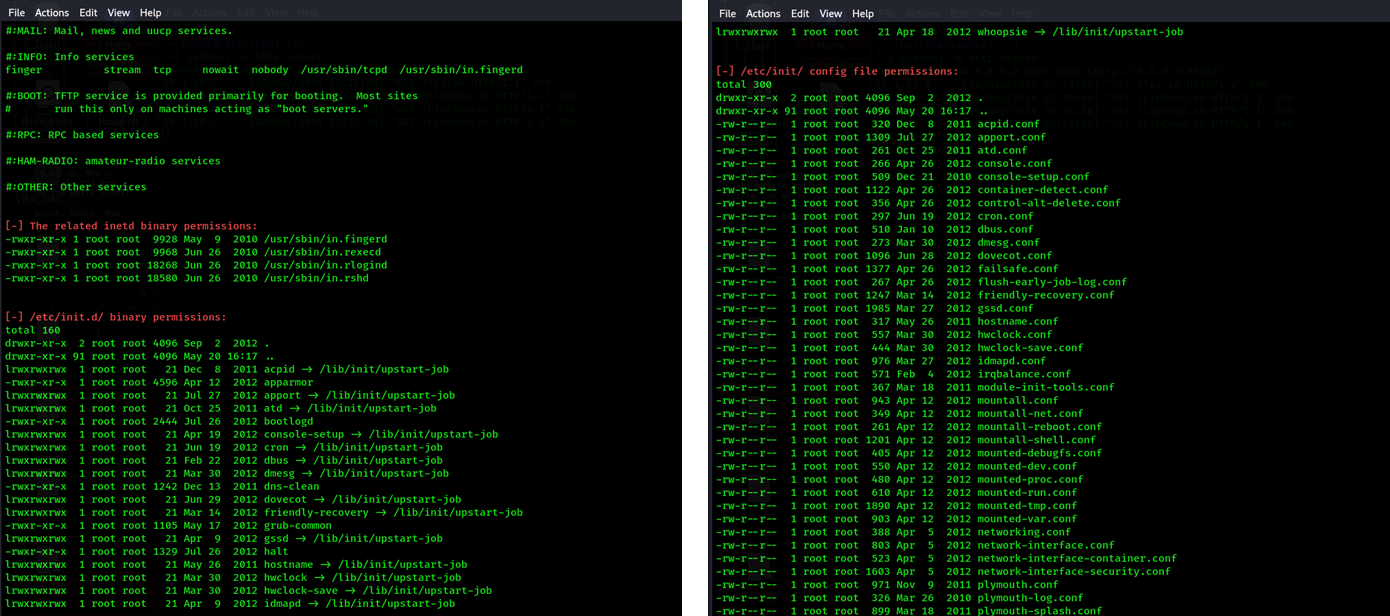 File Actions Edit View Help
#:MAIL: Mail, news and uucp services.
#:INFO: Info services
finger stream tcp nowait nobody /usr/sbin/tcpd /usr/sbin/in.fingerd
#:BOOT: TFTP service is provided primarily for booting. Most sites
# run this only on machines acting as "boot servers."
#:RPC: RPC based services
#:HAM-RADIO: amateur-radio services
#:OTHER: Other services
[-] The related inetd binary permissions:
-rwxr-xr-x 1 root root 9928 May 9 2010 /usr/sbin/in.fingerd
-rwxr-xr-x 1 root root 9968 Jun 26 2010 /usr/sbin/in.rexecd
-rwxr-xr-x 1 root root 18268 Jun 26 2010 /usr/sbin/in.rlogind
-rwxr-xr-x 1 root root 18580 Jun 26 2010 /usr/sbin/in.rshd
[-] /etc/init.d/ binary permissions:
total 160
drwxr-xr-x 2 root root 4096 Sep 2 2012 .
drwxr-xr-x 91 root root 4096 May 20 16:17 ..
lrwxrwxrwx 1 root root 21 Dec 8 2011 acpid → /lib/init/upstart-job
-rwxr-xr-x 1 root root 4596 Apr 12 2012 apparmor
lrwxrwxrwx 1 root root 21 Jul 27 2012 apport → /lib/init/upstart-job
lrwxrwxrwx 1 root root 21 Oct 25 2011 atd → /lib/init/upstart-job
-rwxr-xr-x 1 root root 2444 Jul 26 2012 bootlogd
lrwxrwxrwx 1 root root 21 Apr 19 2012 console-setup → /lib/init/upstart-job
lrwxrwxrwx 1 root root 21 Jun 19 2012 cron → /lib/init/upstart-job
lrwxrwxrwx 1 root root 21 Feb 22 2012 dbus → /lib/init/upstart-job
lrwxrwxrwx 1 root root 21 Mar 30 2012 dmesg → /lib/init/upstart-job
-rwxr-xr-x 1 root root 1242 Dec 13 2011 dns-clean
lrwxrwxrwx 1 root root 21 Jun 29 2012 dovecot → /lib/init/upstart-job
lrwxrwxrwx 1 root root 21 Mar 14 2012 friendly-recovery → /lib/init/upstart-job
-rwxr-xr-x 1 root root 1105 May 17 2012 grub-common
lrwxrwxrwx 1 root root 21 Apr 9 2012 gssd → /lib/init/upstart-job
-rwxr-xr-x 1 root root 1329 Jul 26 2012 halt
lrwxrwxrwx 1 root root 21 May 26 2011 hostname → /lib/init/upstart-job
lrwxrwxrwx 1 root root 21 Mar 30 2012 hwclock → /lib/init/upstart-job
lrwxrwxrwx 1 root root 21 Mar 30 2012 hwclock-save → /lib/init/upstart-job
lrwxrwxrwx 1 root root 21 Apr 9 2012 idmapd → /lib/init/upstart-job
File Actions Edit View Help
lrwxrwxrwx 1 root root 21 Apr 18 2012 whoopsie → /lib/init/upstart-job
[-] /etc/init/ config file permissions:
total 300
drwxr-xr-x 2 root root 4096 Sep 2 2012 .
drwxr-xr-x 91 root root 4096 May 20 16:17 ..
-rw-r--r-- 1 root root 320 Dec 8 2011 acpid.conf
-rw-r--r-- 1 root root 1309 Jul 27 2012 apport.conf
-rw-r--r-- 1 root root 261 Oct 25 2011 atd.conf
-rw-r--r-- 1 root root 266 Apr 26 2012 console.conf
-rw-r--r-- 1 root root 509 Dec 21 2010 console-setup.conf
-rw-r--r-- 1 root root 1122 Apr 26 2012 container-detect.conf
-rw-r--r-- 1 root root 356 Apr 26 2012 control-alt-delete.conf
-rw-r--r-- 1 root root 297 Jun 19 2012 cron.conf
-rw-r--r-- 1 root root 510 Jan 10 2012 dbus.conf
-rw-r--r-- 1 root root 273 Mar 30 2012 dmesg.conf
-rw-r--r-- 1 root root 1096 Jun 28 2012 dovecot.conf
-rw-r--r-- 1 root root 1377 Apr 26 2012 failsafe.conf
-rw-r--r-- 1 root root 267 Apr 26 2012 flush-early-job-log.conf
-rw-r--r-- 1 root root 1247 Mar 14 2012 friendly-recovery.conf
-rw-r--r-- 1 root root 1985 Mar 27 2012 gssd.conf
-rw-r--r-- 1 root root 317 May 26 2011 hostname.conf
-rw-r--r-- 1 root root 557 Mar 30 2012 hwclock.conf
-rw-r--r-- 1 root root 444 Mar 30 2012 hwclock-save.conf
-rw-r--r-- 1 root root 976 Mar 27 2012 idmapd.conf
-rw-r--r-- 1 root root 571 Feb 4 2012 irqbalance.conf
-rw-r--r-- 1 root root 367 Mar 18 2011 module-init-tools.conf
-rw-r--r-- 1 root root 943 Apr 12 2012 mountall.conf
-rw-r--r-- 1 root root 349 Apr 12 2012 mountall-net.conf
-rw-r--r-- 1 root root 261 Apr 12 2012 mountall-reboot.conf
-rw-r--r-- 1 root root 1201 Apr 12 2012 mountall-shell.conf
-rw-r--r-- 1 root root 405 Apr 12 2012 mounted-debugfs.conf
-rw-r--r-- 1 root root 550 Apr 12 2012 mounted-dev.conf
-rw-r--r-- 1 root root 480 Apr 12 2012 mounted-proc.conf
-rw-r--r-- 1 root root 610 Apr 12 2012 mounted-run.conf
-rw-r--r-- 1 root root 1890 Apr 12 2012 mounted-tmp.conf
-rw-r--r-- 1 root root 903 Apr 12 2012 mounted-var.conf
-rw-r--r-- 1 root root 388 Apr 5 2012 networking.conf
-rw-r--r-- 1 root root 803 Apr 5 2012 network-interface.conf
-rw-r--r-- 1 root root 523 Apr 5 2012 network-interface-container.conf
-rw-r--r-- 1 root root 1603 Apr 5 2012 network-interface-security.conf
-rw-r--r-- 1 root root 971 Nov 9 2011 plymouth.conf
-rw-r--r-- 1 root root 326 Mar 26 2010 plymouth-log.conf
-rw-r--r-- 1 root root 899 Mar 18 2011 plymouth-splash.conf